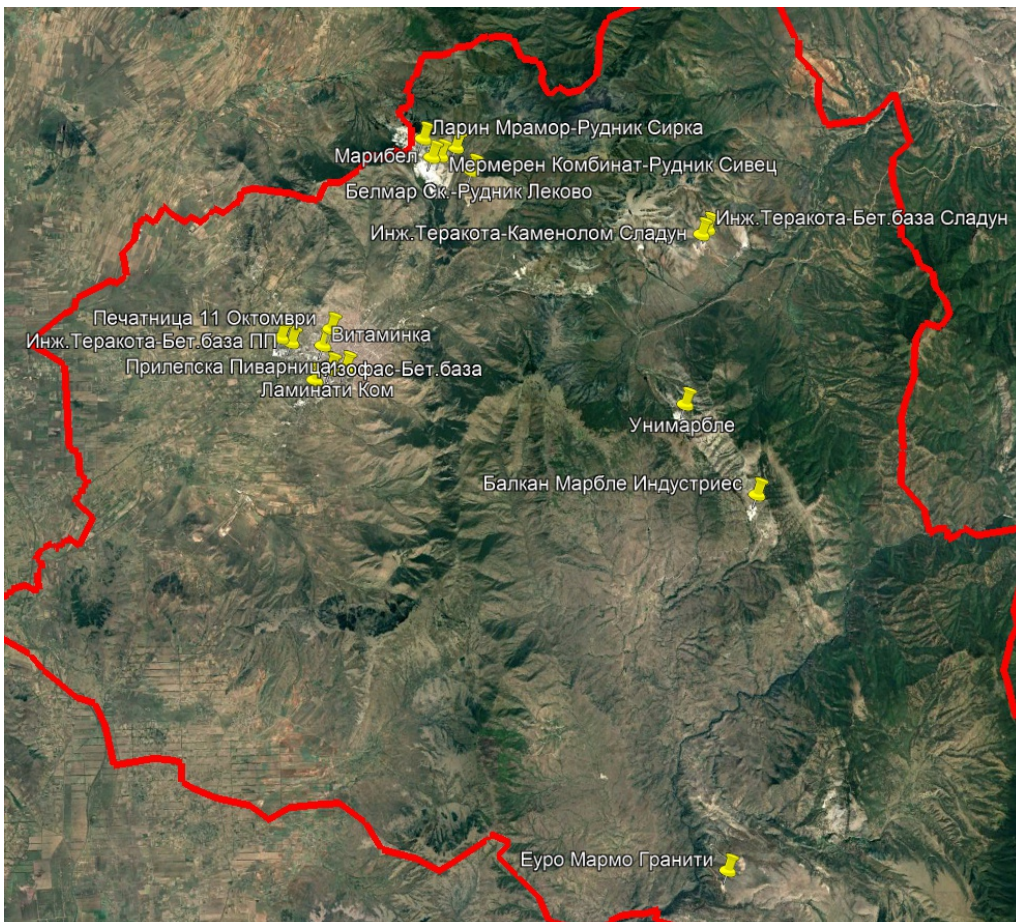 Ларин Мрамор-Рудник Сирка
Марибел
Мермерен Комбинат-Рудник Сивец
Белмар Ск.-Рудник Леково
Инж.Теракота-Бет.база Сладун
Инж.Теракота-Каменолом Сладун
Печатница 11 Октомври
Витаминка
Инж.Теракота-Бет.база ПП
Прилепска Пиварница
Изофас-Бет.база
Ламинати Ком
Унимарбле
Балкан Марбле Индустриес
Еуро Мармо Гранити